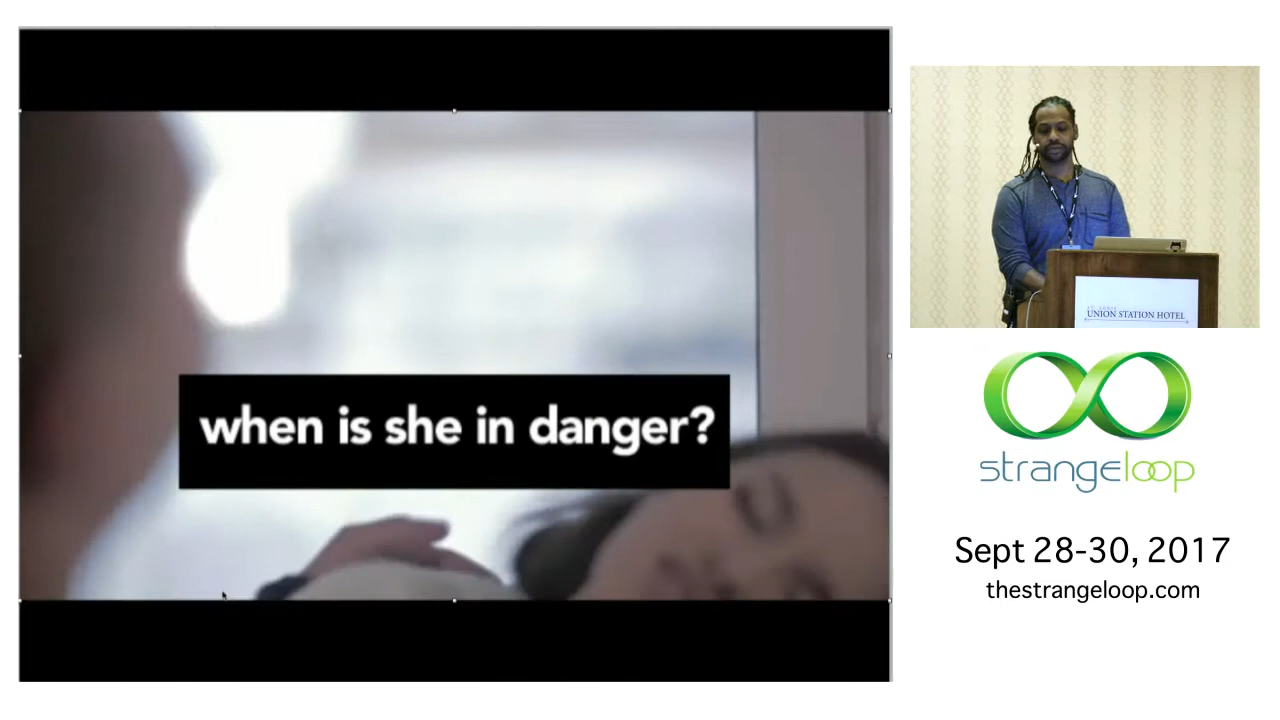 when is she in danger?
UNION STATION HOTEL
strangeloop
Sept 28-30, 2017
thestrangeloop.com